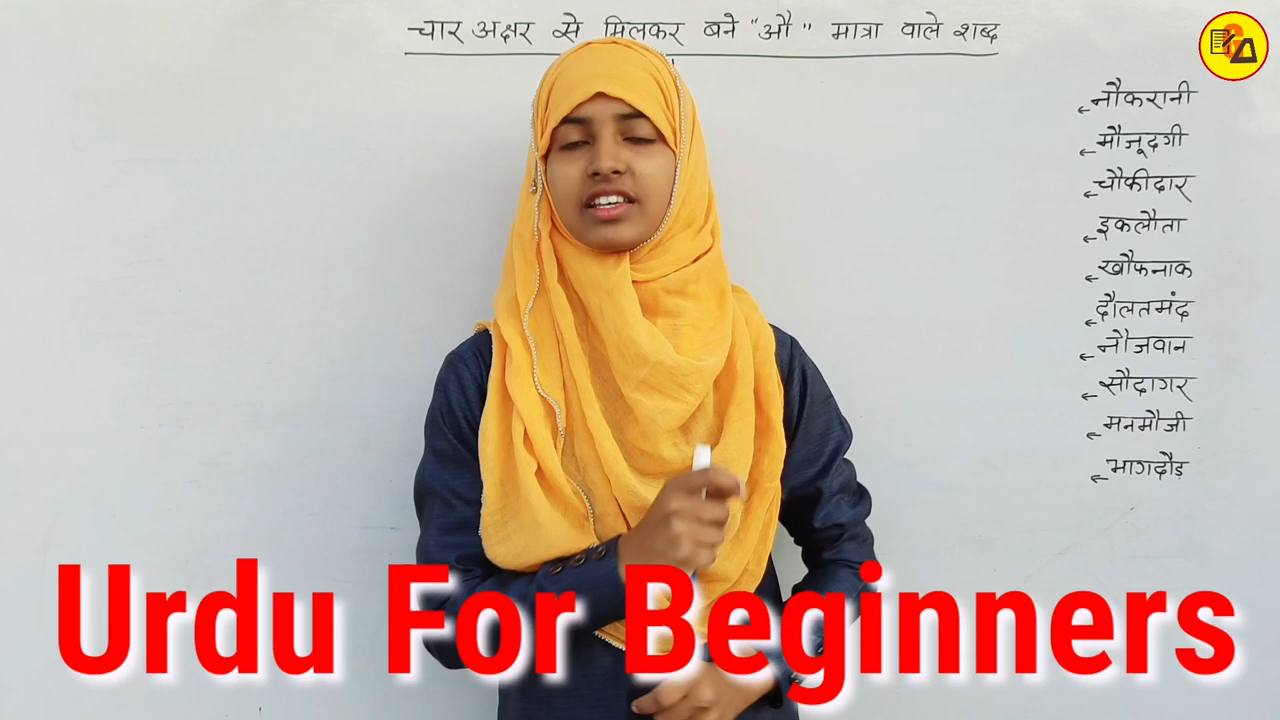 चार अक्षर से मिलकर बने "औ" मात्रा वाले शब्द
←नौकरानी
←मौजूदगी
←चौकीदार
←इकलौता
←खौफनाक
←दौलतमंद
←नौजवान
←सौदागर
←मनमौजी
←भागदौड़
Urdu For Beginners